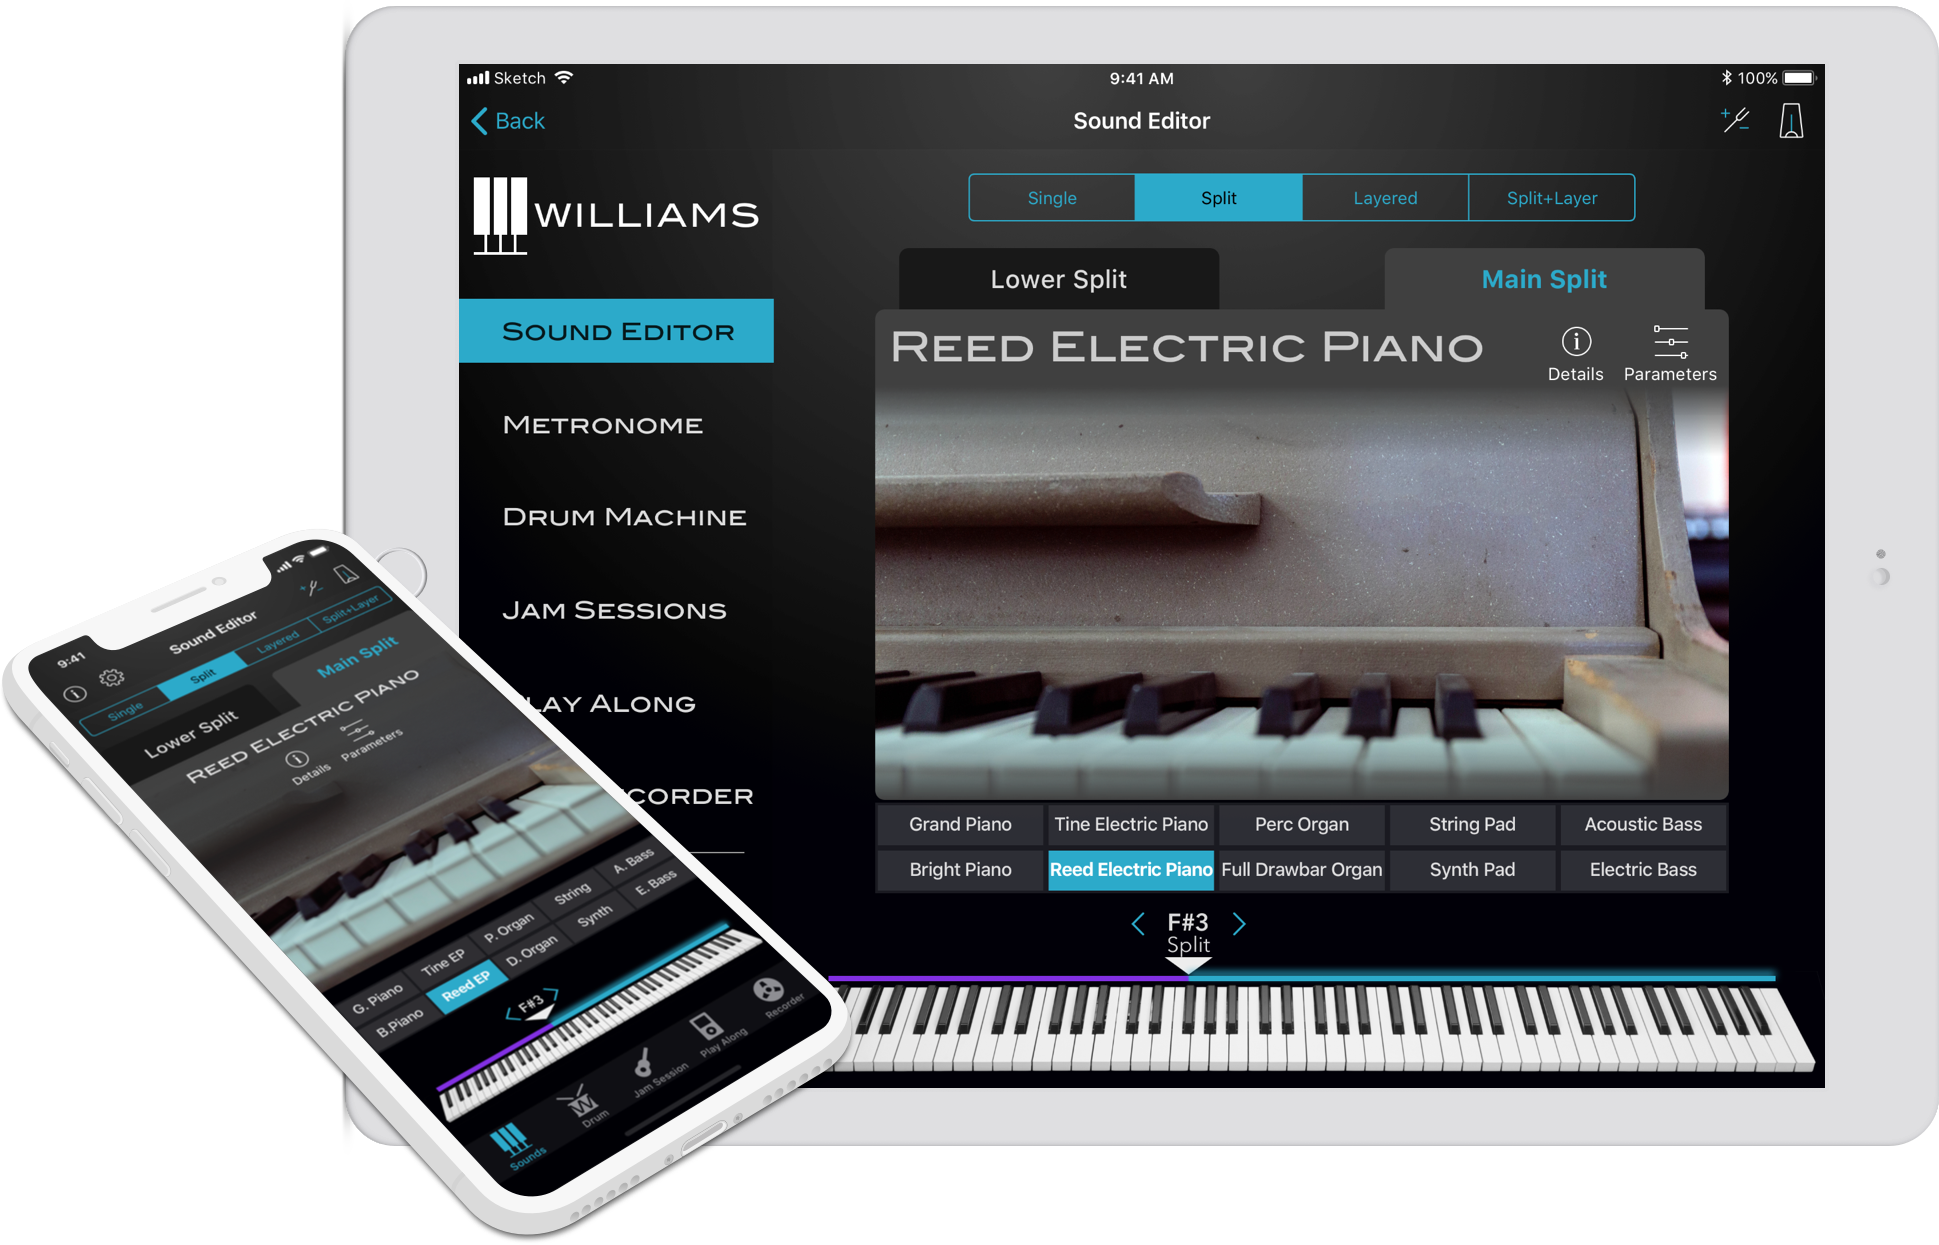 Sketch 9:41 AM 100%
Back Sound Editor
WILLIAMS
Single Split Layered Split+Layer
Lower Split Main Split
SOUND EDITOR
REED ELECTRIC PIANO
Details Parameters
METRONOME
DRUM MACHINE
JAM SESSIONS
LAY ALONG
CORDER
Grand Piano Tine Electric Piano Perc Organ String Pad Acoustic Bass
Bright Piano Reed Electric Piano Full Drawbar Organ Synth Pad Electric Bass
F#3
Split
9:41
Sound Editor
Single Split Layered Split+Layer
Lower Split Main Split
REED ELECTRIC PIANO
Details Parameters
G. Piano Tine EP P. Organ String A. Bass
B.Piano Reed EP D. Organ Synth E. Bass
F#3
Sounds Drum Jam Session Play Along Recorder